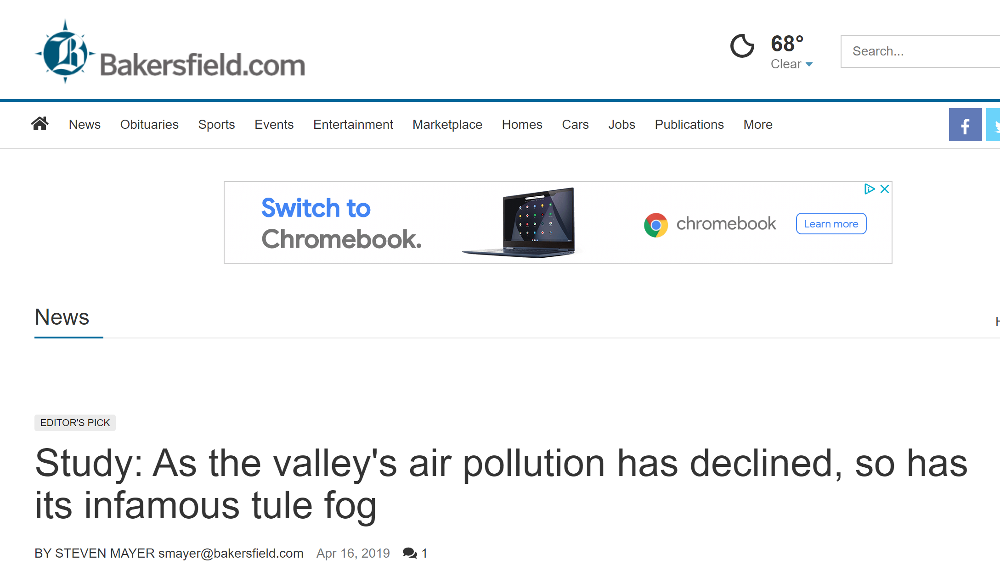 Bakersfield.com
68°
Clear
Search...
News Obituaries Sports Events Entertainment Marketplace Homes Cars Jobs Publications More
Switch to
Chromebook.
chromebook
Learn more
News
EDITOR'S PICK
Study: As the valley's air pollution has declined, so has
its infamous tule fog
BY STEVEN MAYER smayer@bakersfield.com Apr 16, 2019 1